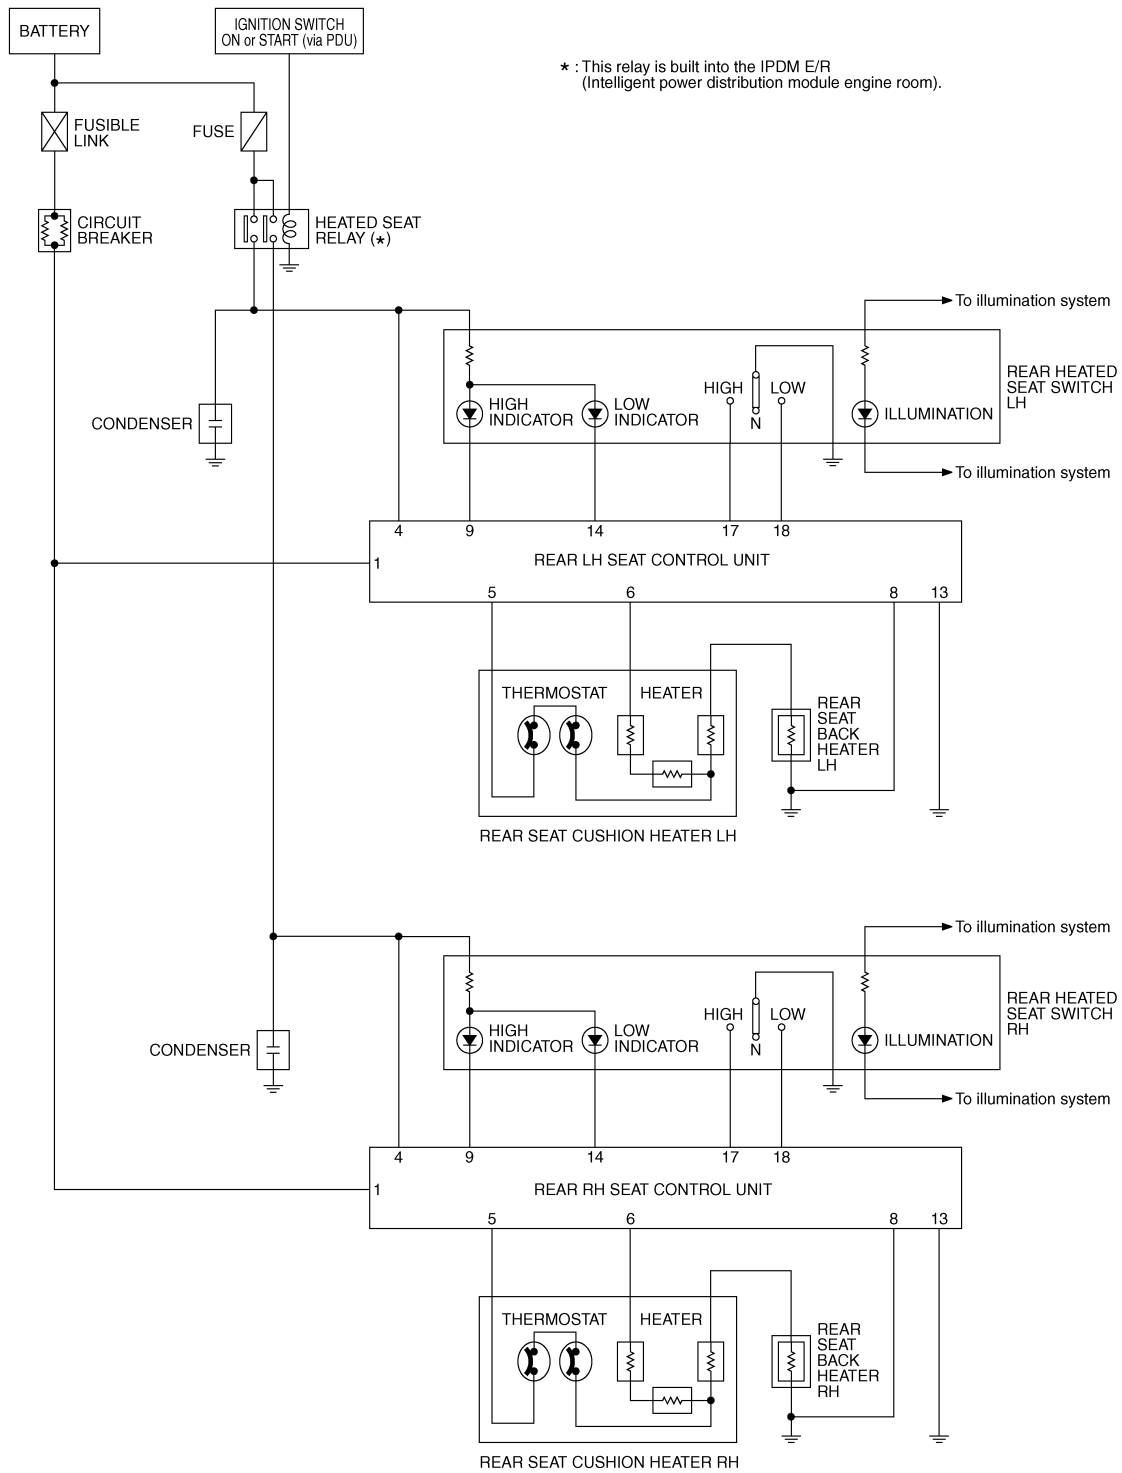 BATTERY
IGNITION SWITCH
ON or START (via PDU)
* : This relay is built into the IPDM E/R
(Intelligent power distribution module engine room).
FUSIBLE
LINK
FUSE
CIRCUIT
BREAKER
HEATED SEAT
RELAY (*)
To illumination system
REAR HEATED
SEAT SWITCH
LH
HIGH
INDICATOR
LOW
INDICATOR
HIGH
N
LOW
ILLUMINATION
CONDENSER
To illumination system
4 9 14 17 18
1
REAR LH SEAT CONTROL UNIT
5 6 8 13
THERMOSTAT
HEATER
REAR
SEAT
BACK
HEATER
LH
REAR SEAT CUSHION HEATER LH
To illumination system
REAR HEATED
SEAT SWITCH
RH
HIGH
INDICATOR
LOW
INDICATOR
HIGH
N
LOW
ILLUMINATION
CONDENSER
To illumination system
4 9 14 17 18
1
REAR RH SEAT CONTROL UNIT
5 6 8 13
THERMOSTAT
HEATER
REAR
SEAT
BACK
HEATER
RH
REAR SEAT CUSHION HEATER RH